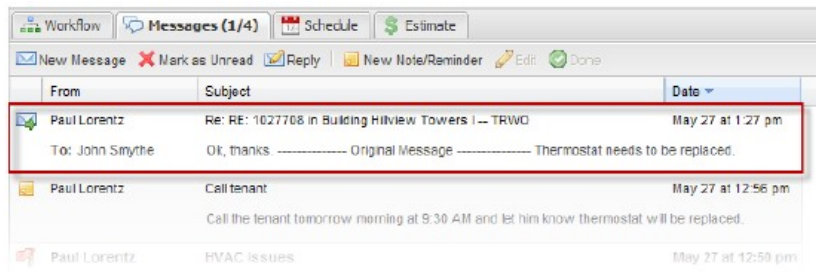 Workflow Messages (1/4) Schedule Estimate
New Message Mark as Unread Reply New Note/Reminder Edit Done
From Subject Date
Paul Lorentz Re: RE: 1027708 in Building Hillview Towers I -- TRWO May 27 at 1:27 pm
To: John Smythe Ok, thanks. -------------- Original Message --------------- Thermostat needs to be replaced.
Paul Lorentz Call tenant May 27 at 12:56 pm
Call the tenant tomorrow morning at 9:30 AM and let him know thermostat will be replaced.
Paul Lorentz HVAC issues May 27 at 12:50 pm